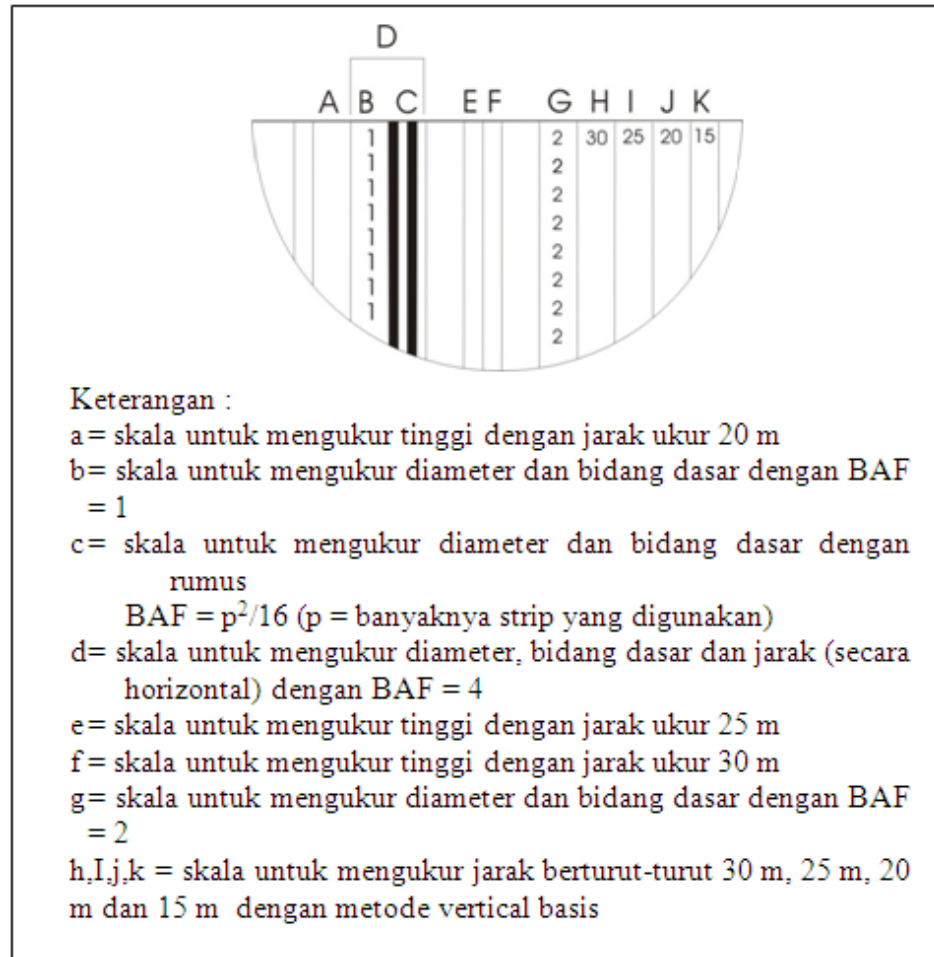 D
A B C E F G H I J K
1 2 30 25 20 15
1 2
1 2
1 2
1 2
1 2
1 2
1 2
Keterangan :
a= skala untuk mengukur tinggi dengan jarak ukur 20 m
b= skala untuk mengukur diameter dan bidang dasar dengan BAF
= 1
c= skala untuk mengukur diameter dan bidang dasar dengan
rumus
BAF = p²/16 (p = banyaknya strip yang digunakan)
d= skala untuk mengukur diameter, bidang dasar dan jarak (secara
horizontal) dengan BAF = 4
e= skala untuk mengukur tinggi dengan jarak ukur 25 m
f= skala untuk mengukur tinggi dengan jarak ukur 30 m
g= skala untuk mengukur diameter dan bidang dasar dengan BAF
= 2
h,I,j,k = skala untuk mengukur jarak berturut-turut 30 m, 25 m, 20
m dan 15 m dengan metode vertical basis